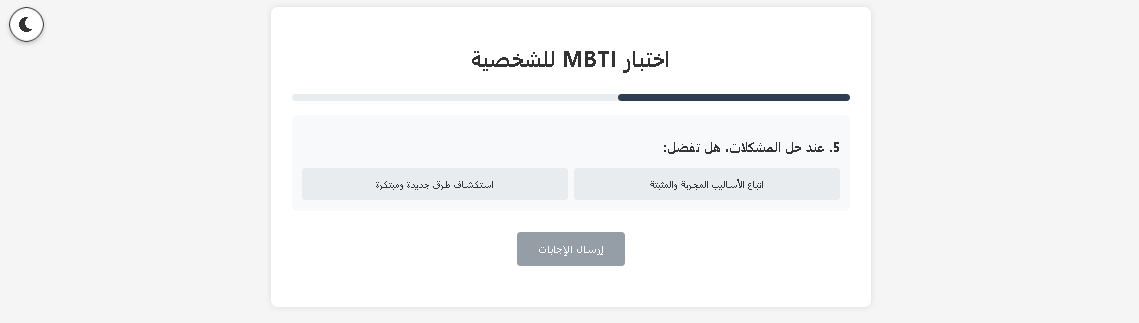 اختبار MBTI للشخصية
5. عند حل المشكلات، هل تفضل:
اتباع الأساليب المجربة والمثبتة
استكشاف طرق جديدة ومبتكرة
إرسال الإجابات